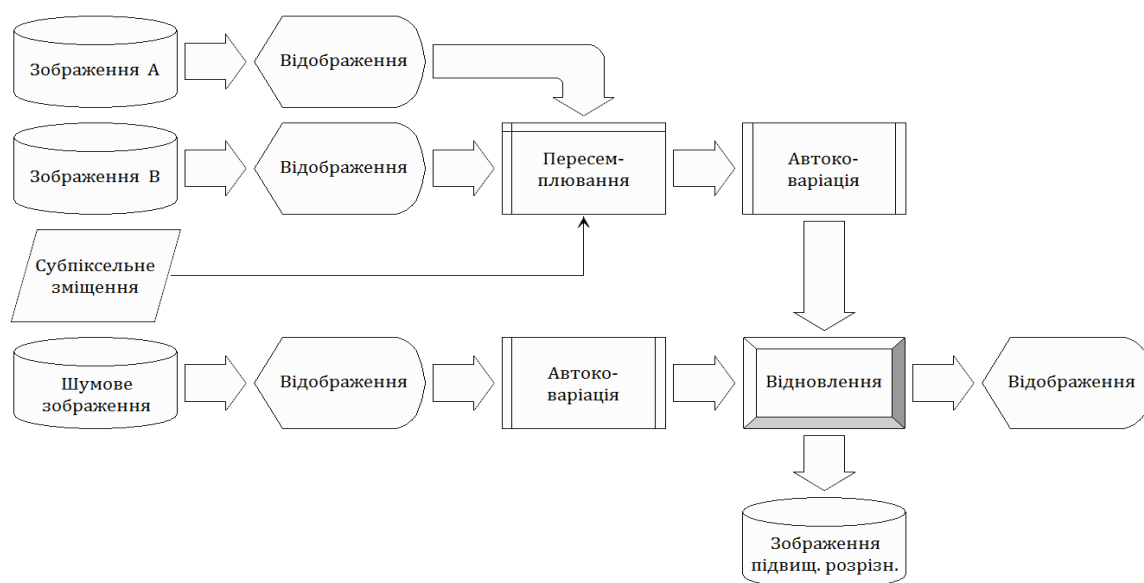 Зображення А
Відображення
Зображення В
Відображення
Пересем-
плювання
Автоко-
варіація
Субпіксельне
зміщення
Шумове
зображення
Відображення
Автоко-
варіація
Відновлення
Відображення
Зображення
підвищ. розрізн.